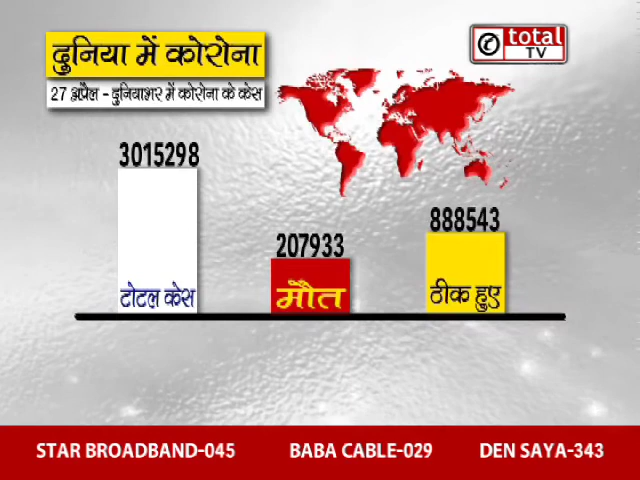 दुनिया में कोरोना
total
TV
27 अप्रैल - दुनियाभर में कोरोना के केस
3015298
888543
207933
टोटल केस
मौत
ठीक हुए
STAR BROADBAND-045 BABA CABLE-029 DEN SAYA-343